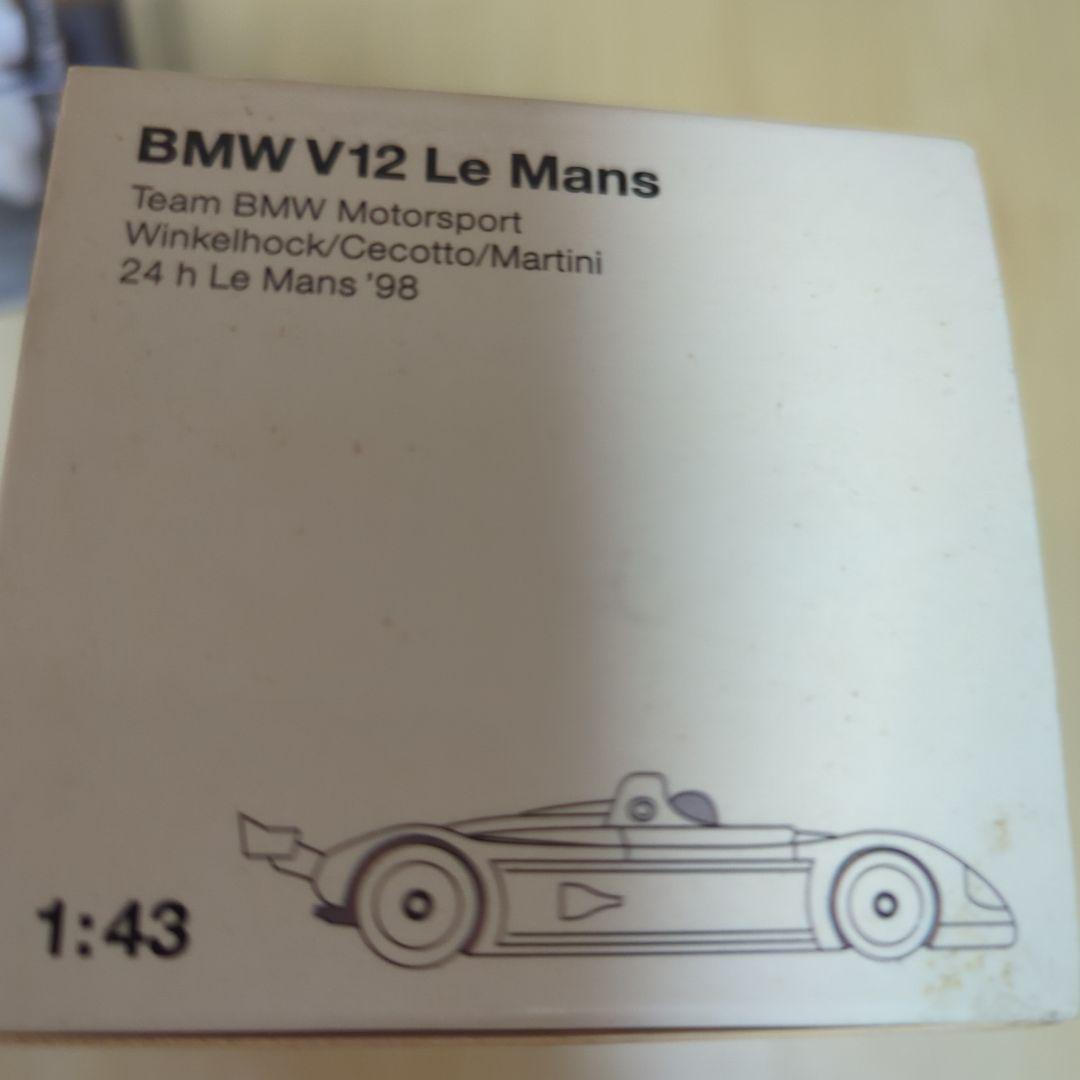 BMW V12 Le Mans
Team BMW Motorsport
Winkelhock/Cecotto/Martini
24 h Le Mans '98
1:43